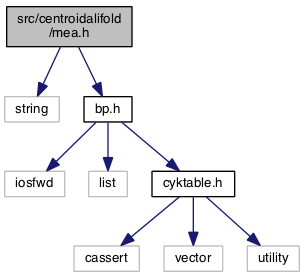 src/centroidalifold
/mea.h
string
bp.h
iosfwd
list
cyktable.h
cassert
vector
utility